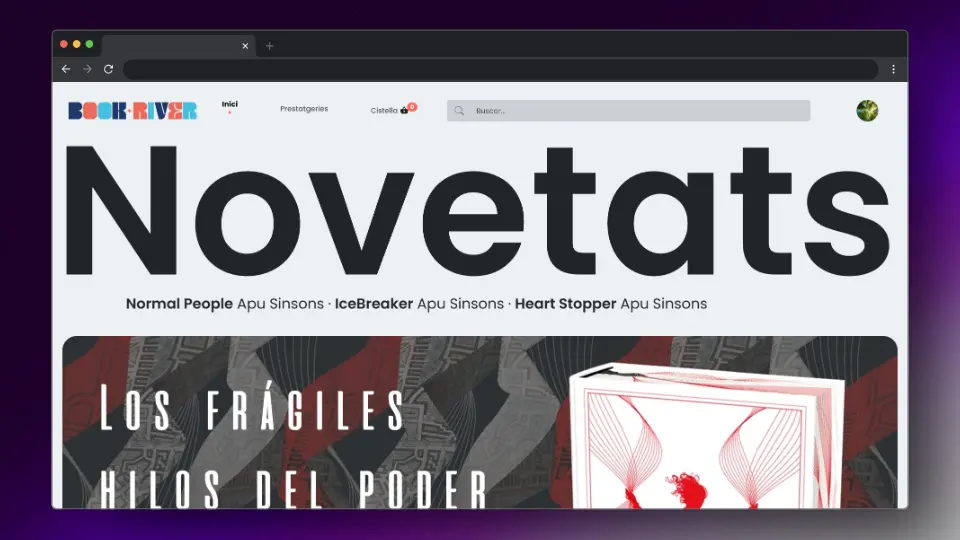 BOOK·RIVER
Inici
Prestatgeries
Cistella 0
Buscar...
Novetats
Normal People Apu Sinsons · IceBreaker Apu Sinsons · Heart Stopper Apu Sinsons
LOS FRÁGILES
HILOS DEL PODER